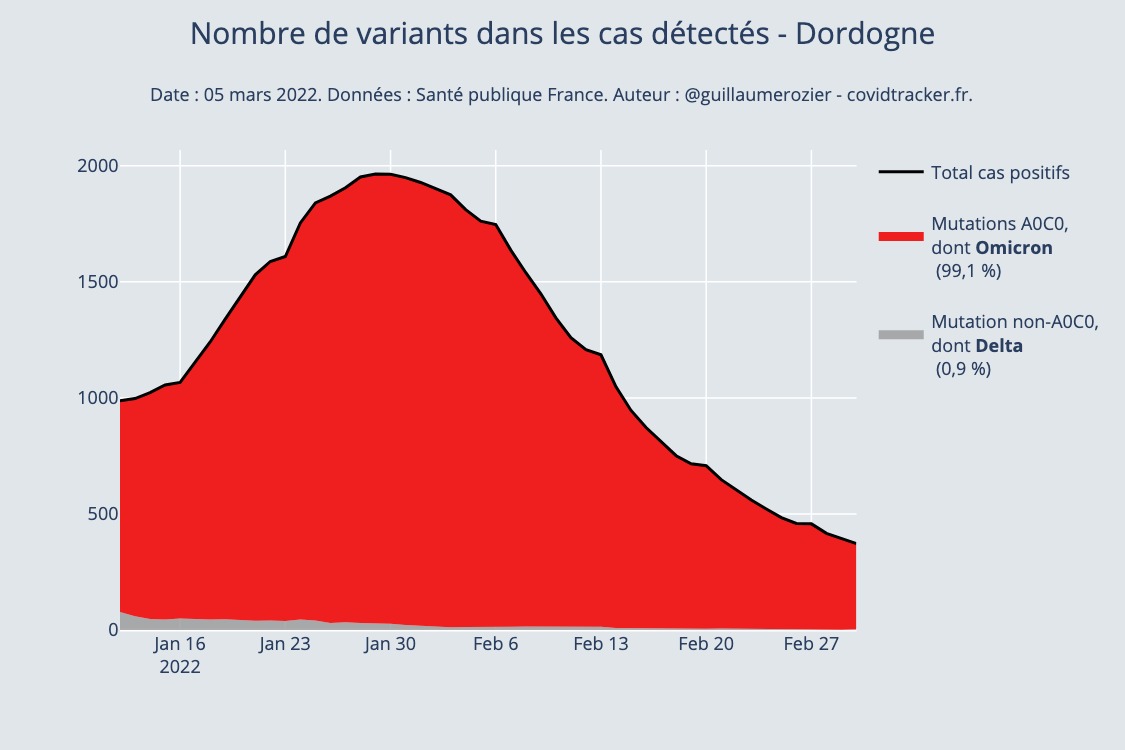 Nombre de variants dans les cas détectés - Dordogne
Date : 05 mars 2022. Données : Santé publique France. Auteur : @guillaumerozier - covidtracker.fr.
2000
1500
1000
500
0
Jan 16
2022
Jan 23
Jan 30
Feb 6
Feb 13
Feb 20
Feb 27
Total cas positifs
Mutations A0C0,
dont Omicron
(99,1 %)
Mutation non-A0C0,
dont Delta
(0,9 %)